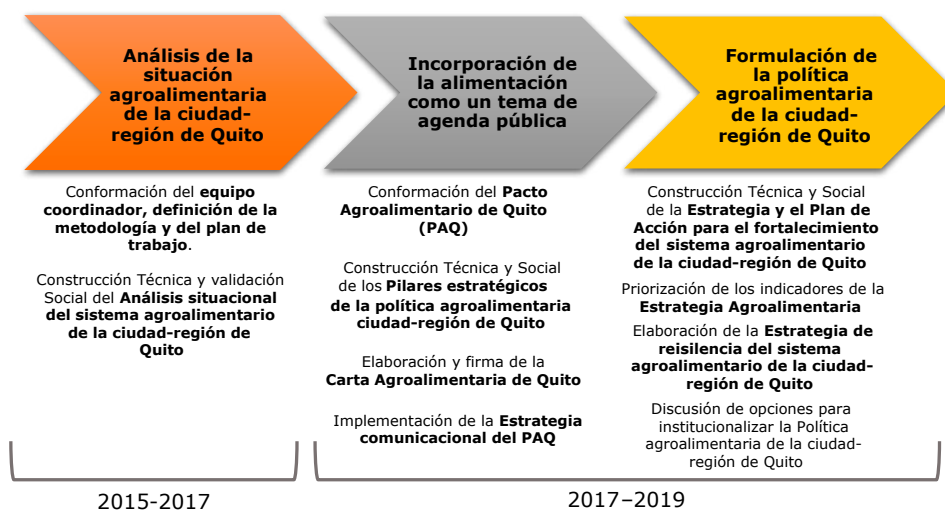 Análisis de la
situación
agroalimentaria
de la ciudad-
región de Quito
Conformación del equipo
coordinador, definición de la
metodología y del plan de
trabajo.
Construcción Técnica y validación
Social del Análisis situacional
del sistema agroalimentario
de la ciudad-región de
Quito
Incorporación de
la alimentación
como un tema de
agenda pública
Conformación del Pacto
Agroalimentario de Quito
(PAQ)
Construcción Técnica y Social
de los Pilares estratégicos
de la política agroalimentaria
ciudad-región de Quito
Elaboración y firma de la
Carta Agroalimentaria de Quito
Implementación de la Estrategia
comunicacional del PAQ
Formulación de
la política
agroalimentaria
de la ciudad-
región de Quito
Construcción Técnica y Social
de la Estrategia y el Plan de
Acción para el fortalecimiento
del sistema agroalimentario
de la ciudad-región de Quito
Priorización de los indicadores de la
Estrategia Agroalimentaria
Elaboración de la Estrategia de
reisilencia del sistema
agroalimentario de la ciudad-
región de Quito
Discusión de opciones para
institucionalizar la Política
agroalimentaria de la ciudad-
región de Quito
2015-2017
2017–2019